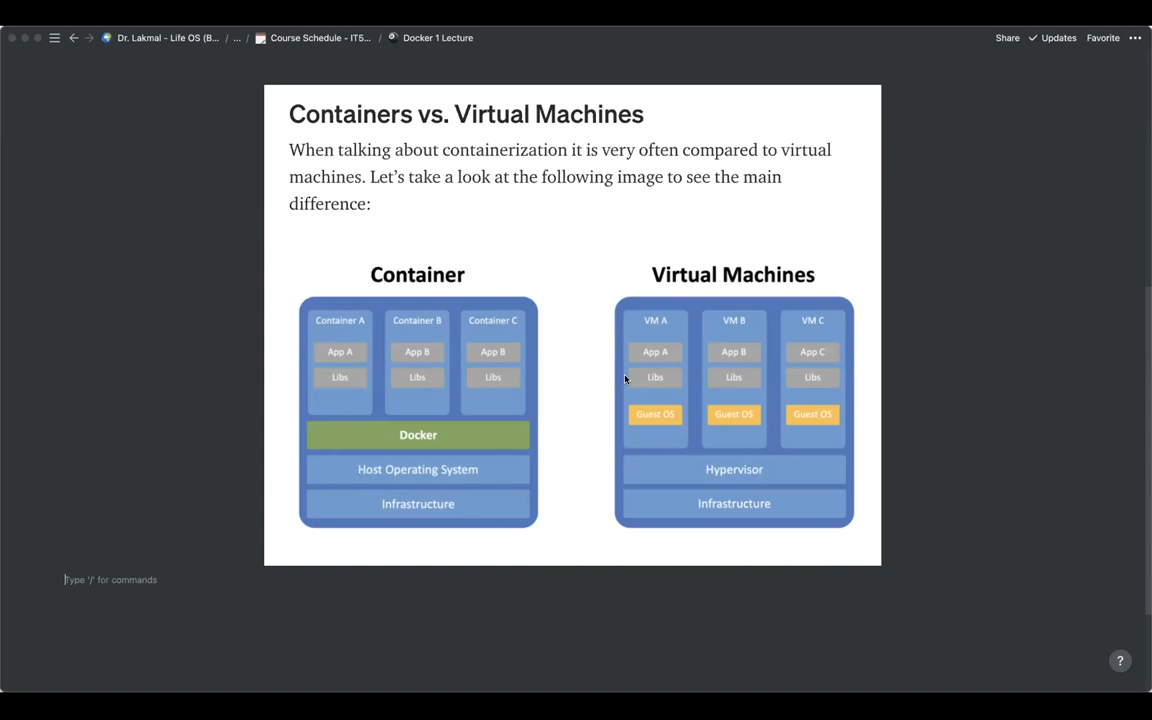 Dr. Lakmal - Life OS (B... / ... / Course Schedule - IT5... / Docker 1 Lecture
Share Updates Favorite •••
Containers vs. Virtual Machines
When talking about containerization it is very often compared to virtual
machines. Let's take a look at the following image to see the main
difference:
Container
Container A Container B Container C
App A App B App B
Libs Libs Libs
Docker
Host Operating System
Infrastructure
Virtual Machines
VM A VM B VM C
App A App B App C
Libs Libs Libs
Guest OS Guest OS Guest OS
Hypervisor
Infrastructure
Type '/' for commands
?